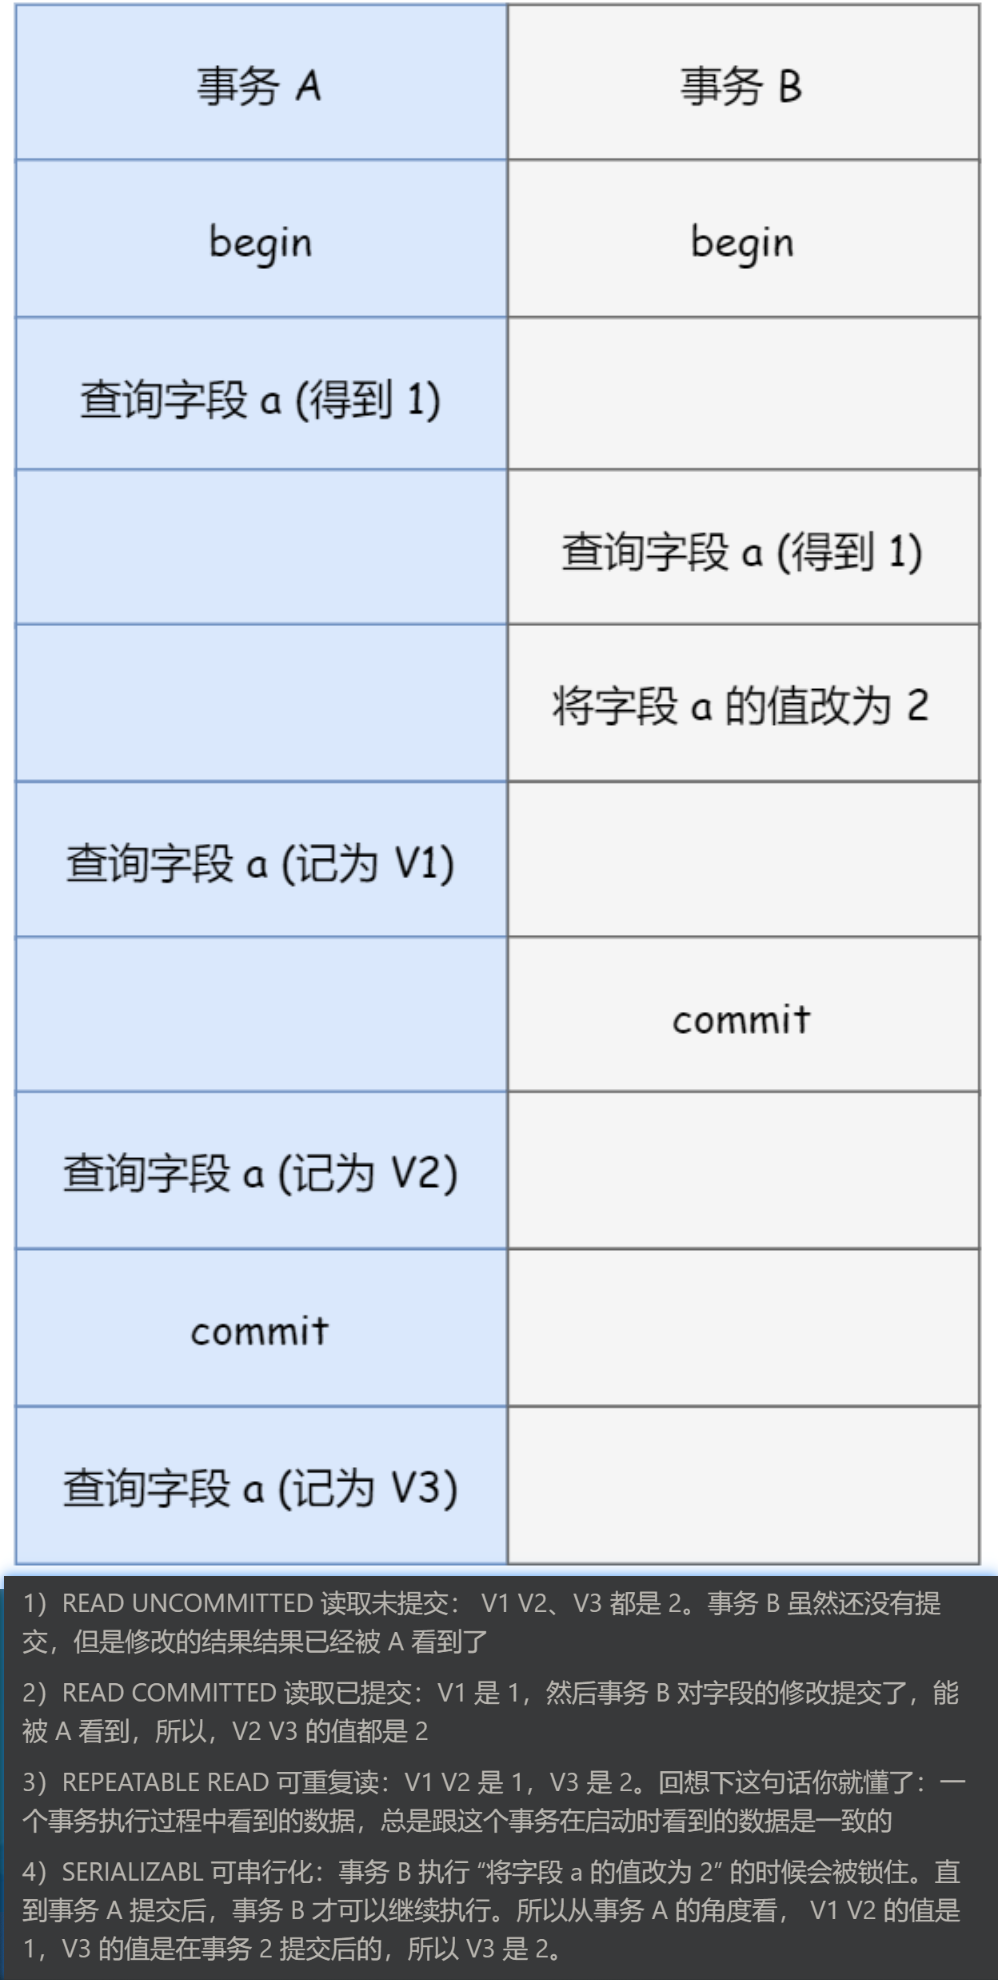 事务 A 事务 B
begin begin
查询字段 a (得到 1)
查询字段 a (得到 1)
将字段 a 的值改为 2
查询字段 a (记为 V1)
commit
查询字段 a (记为 V2)
commit
查询字段 a (记为 V3)
1）READ UNCOMMITTED 读取未提交： V1 V2、V3 都是 2。事务 B 虽然还没有提
交，但是修改的结果结果已经被 A 看到了
2）READ COMMITTED 读取已提交：V1 是 1，然后事务 B 对字段的修改提交了，能
被 A 看到，所以，V2 V3 的值都是 2
3）REPEATABLE READ 可重复读：V1 V2 是 1，V3 是 2。回想下这句话你就懂了：一
个事务执行过程中看到的数据，总是跟这个事务在启动时看到的数据是一致的
4）SERIALIZABL 可串行化：事务 B 执行 “将字段 a 的值改为 2” 的时候会被锁住。直
到事务 A 提交后，事务 B 才可以继续执行。所以从事务 A 的角度看， V1 V2 的值是
1，V3 的值是在事务 2 提交后的，所以 V3 是 2。